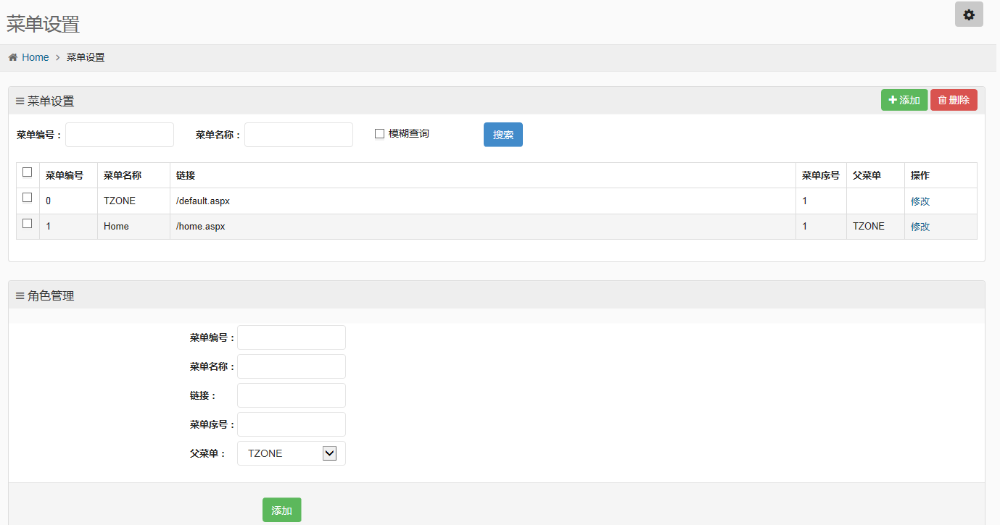 菜单设置
Home > 菜单设置
菜单设置 添加 删除
菜单编号： 菜单名称： 模糊查询 搜索
菜单编号 菜单名称 链接 菜单序号 父菜单 操作
0 TZONE /default.aspx 1 修改
1 Home /home.aspx 1 TZONE 修改
角色管理
菜单编号：
菜单名称：
链接：
菜单序号：
父菜单： TZONE
添加